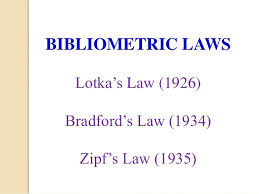 BIBLIOMETRIC LAWS
Lotka’s Law (1926)
Bradford’s Law (1934)
Zipf’s Law (1935)